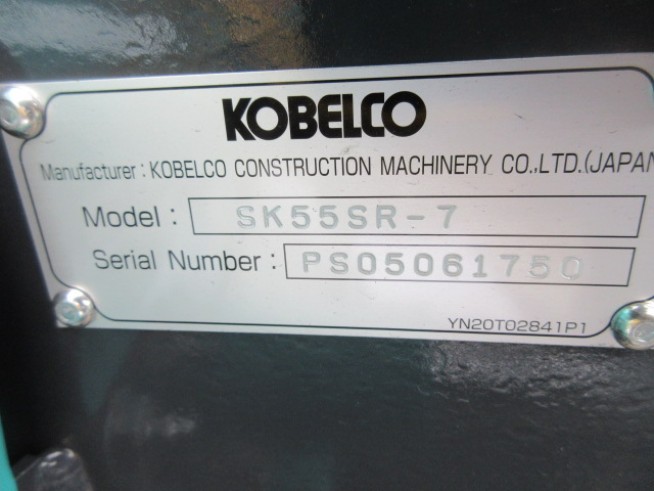 KOBELCO
Manufacturer : KOBELCO CONSTRUCTION MACHINERY CO.,LTD.(JAPAN
Model : SK55SR-7
Serial Number : PS05061750
YN20T02841P1